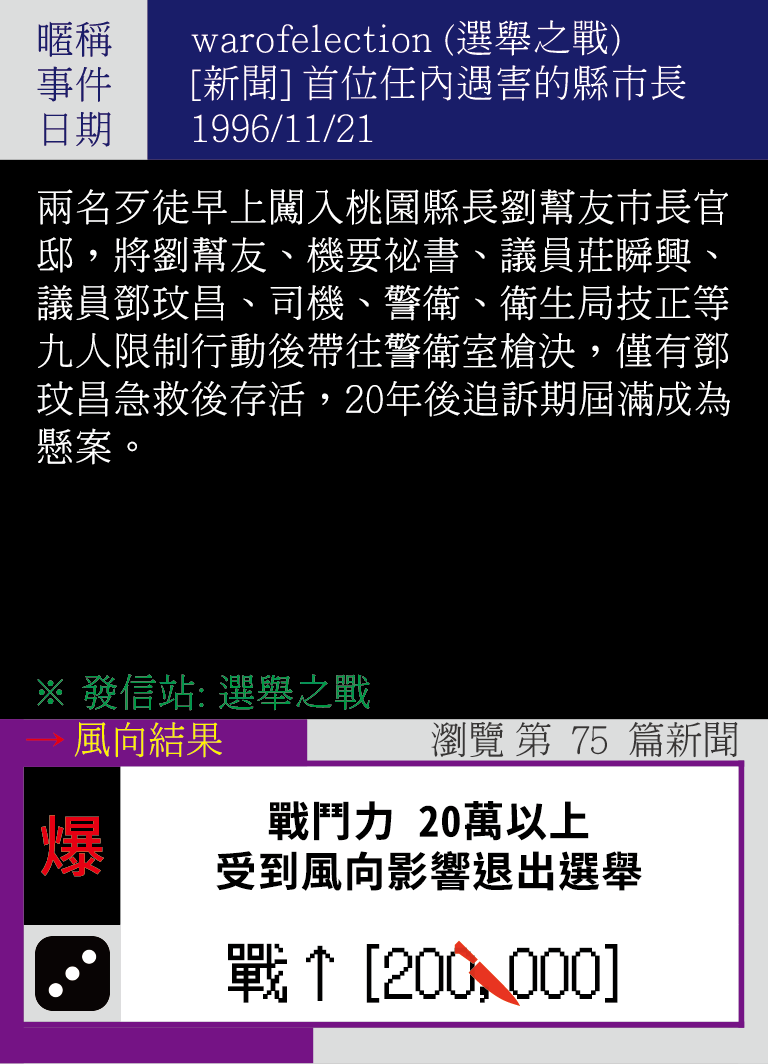 暱稱
warofelection (選舉之戰)
事件
[新聞] 首位任內遇害的縣市長
日期
1996/11/21
兩名歹徒早上闖入桃園縣長劉幫友市長官
邸，將劉幫友、機要祕書、議員莊瞬興、
議員鄧玟昌、司機、警衛、衛生局技正等
九人限制行動後帶往警衛室槍決，僅有鄧
玟昌急救後存活，20年後追訴期屆滿成為
懸案。
※ 發信站: 選舉之戰
→ 風向結果
瀏覽 第 75 篇新聞
爆
戰鬥力 20萬以上
受到風向影響退出選舉
戰↑[200,000]